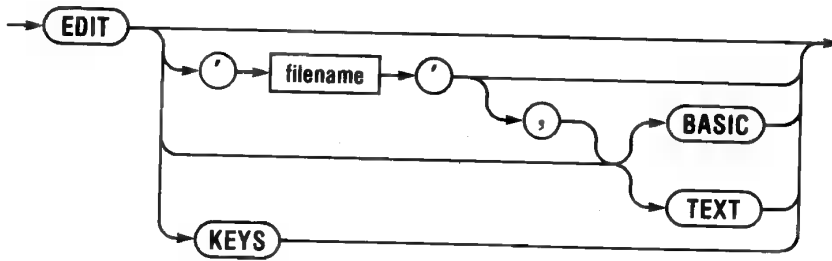 EDIT
' filename '
, BASIC
TEXT
KEYS